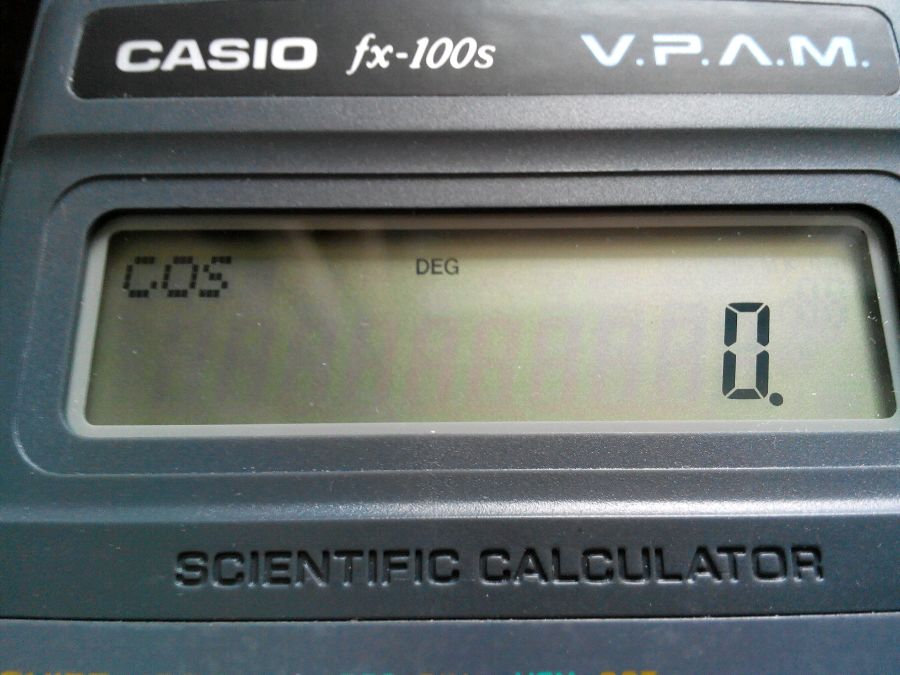 CASIO fx-100s V.P.A.M.
cos DEG
0.
SCIENTIFIC CALCULATOR